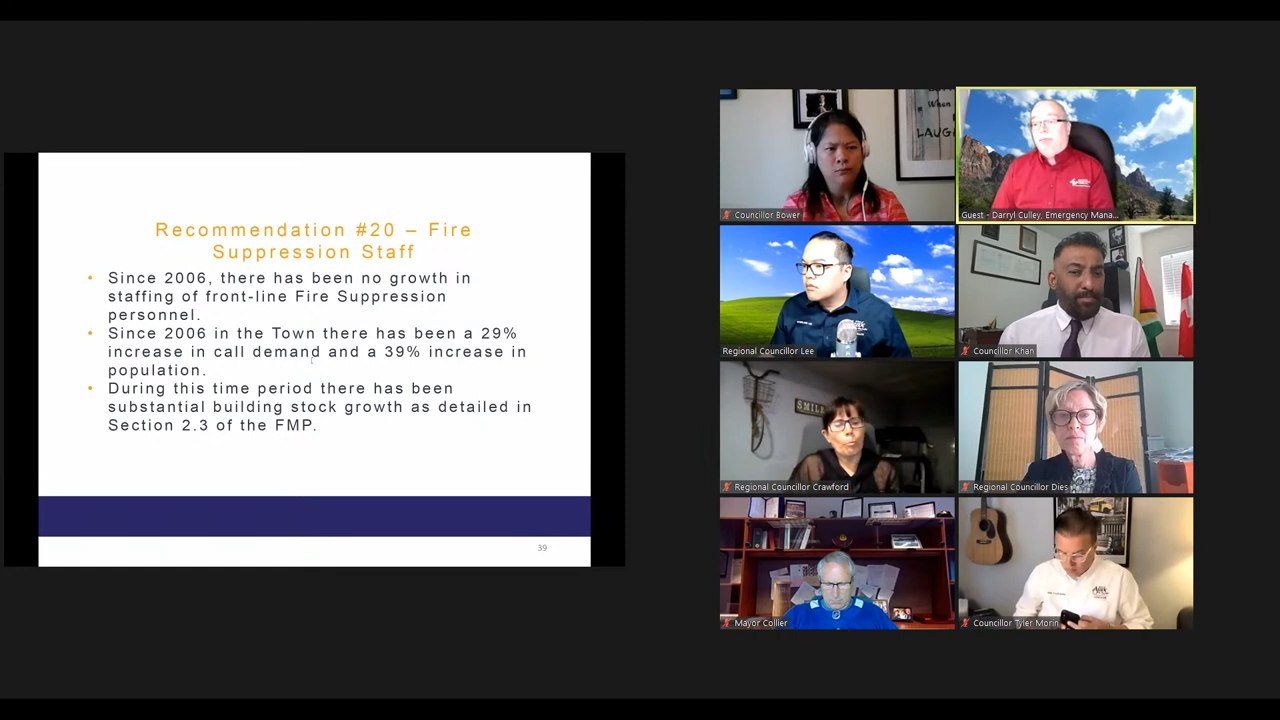 Recommendation #20 – Fire
Suppression Staff
• Since 2006, there has been no growth in
staffing of front-line Fire Suppression
personnel.
• Since 2006 in the Town there has been a 29%
increase in call demand and a 39% increase in
population.
• During this time period there has been
substantial building stock growth as detailed in
Section 2.3 of the FMP.
39
When
LAUG
Councillor Bower
Guest - Darryl Culley, Emergency Mana...
Regional Councillor Lee
Councillor Khan
SMILE
Regional Councillor Crawford
Regional Councillor Dies
Mayor Collier
Councillor Tyler Morin